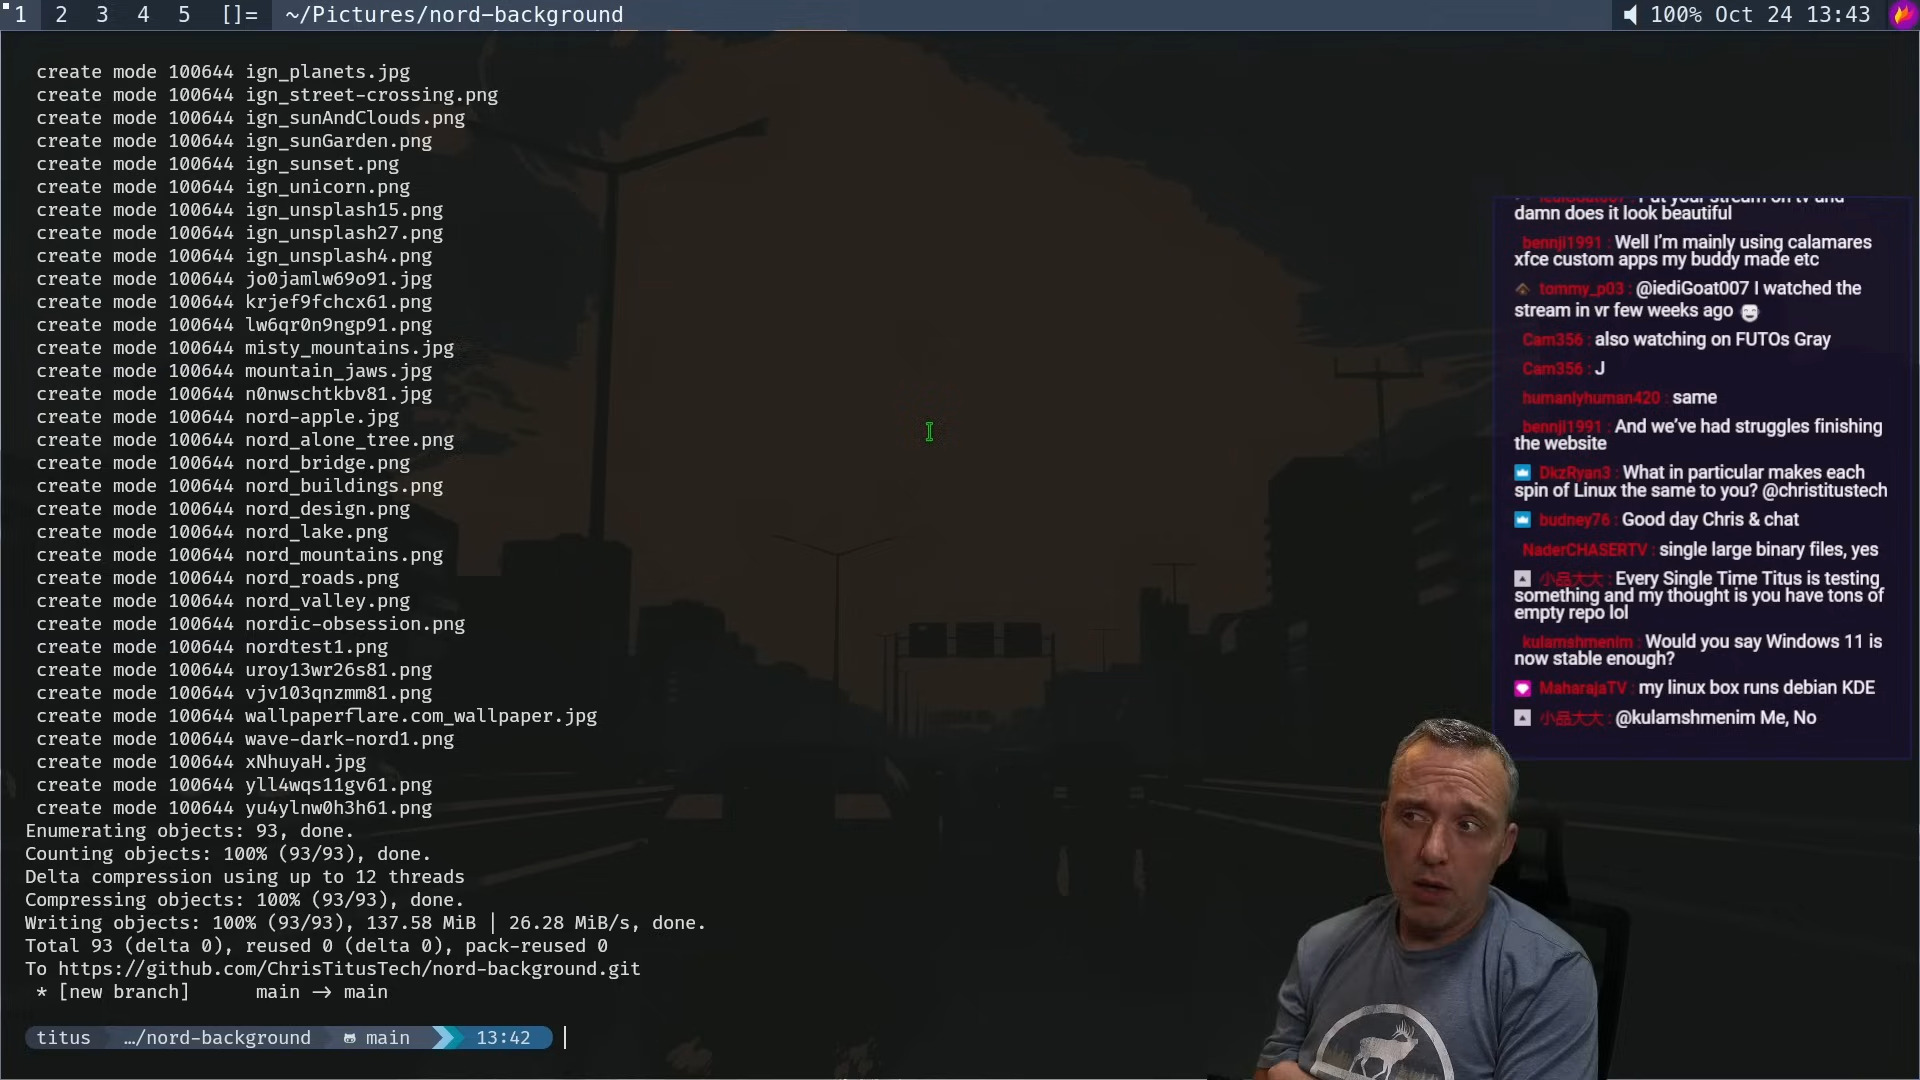 1 2 3 4 5 []= ~/Pictures/nord-background
100% Oct 24 13:43
create mode 100644 ign_planets.jpg
create mode 100644 ign_street-crossing.png
create mode 100644 ign_sunAndClouds.png
create mode 100644 ign_sunGarden.png
create mode 100644 ign_sunset.png
create mode 100644 ign_unicorn.png
create mode 100644 ign_unsplash15.png
create mode 100644 ign_unsplash27.png
create mode 100644 ign_unsplash4.png
create mode 100644 jo0jamlw69o91.jpg
create mode 100644 krjef9fchcx61.png
create mode 100644 lw6qr0n9ngp91.png
create mode 100644 misty_mountains.jpg
create mode 100644 mountain_jaws.jpg
create mode 100644 n0nwschtkbv81.jpg
create mode 100644 nord-apple.jpg
create mode 100644 nord_alone_tree.png
create mode 100644 nord_bridge.png
create mode 100644 nord_buildings.png
create mode 100644 nord_design.png
create mode 100644 nord_lake.png
create mode 100644 nord_mountains.png
create mode 100644 nord_roads.png
create mode 100644 nord_valley.png
create mode 100644 nordic-obsession.png
create mode 100644 nordtest1.png
create mode 100644 uroy13wr26s81.png
create mode 100644 vjv103qnzmm81.png
create mode 100644 wallpaperflare.com_wallpaper.jpg
create mode 100644 wave-dark-nord1.png
create mode 100644 xNhuyaH.jpg
create mode 100644 yll4wqs11gv61.png
create mode 100644 yu4ylnw0h3h61.png
Enumerating objects: 93, done.
Counting objects: 100% (93/93), done.
Delta compression using up to 12 threads
Compressing objects: 100% (93/93), done.
Writing objects: 100% (93/93), 137.58 MiB | 26.28 MiB/s, done.
Total 93 (delta 0), reused 0 (delta 0), pack-reused 0
To https://github.com/ChrisTitusTech/nord-background.git
* [new branch] main -> main
titus …/nord-background main 13:42
Put your stream on tv and
damn does it look beautiful
bennjl1991 : Well I'm mainly using calamares
xfce custom apps my buddy made etc
tommy_p03 : @iediGoat007 I watched the
stream in vr few weeks ago
Cam356 : also watching on FUTOs Gray
Cam356 : J
humanlyhuman420 : same
bennjl1991 : And we've had struggles finishing
the website
DkzRyan3 : What in particular makes each
spin of Linux the same to you? @christitustech
budney76 : Good day Chris & chat
NaderCHASERTV : single large binary files, yes
小品大大 : Every Single Time Titus is testing
something and my thought is you have tons of
empty repo lol
kulamshmenim : Would you say Windows 11 is
now stable enough?
MaharajaTV : my linux box runs debian KDE
小品大大 : @kulamshmenim Me, No